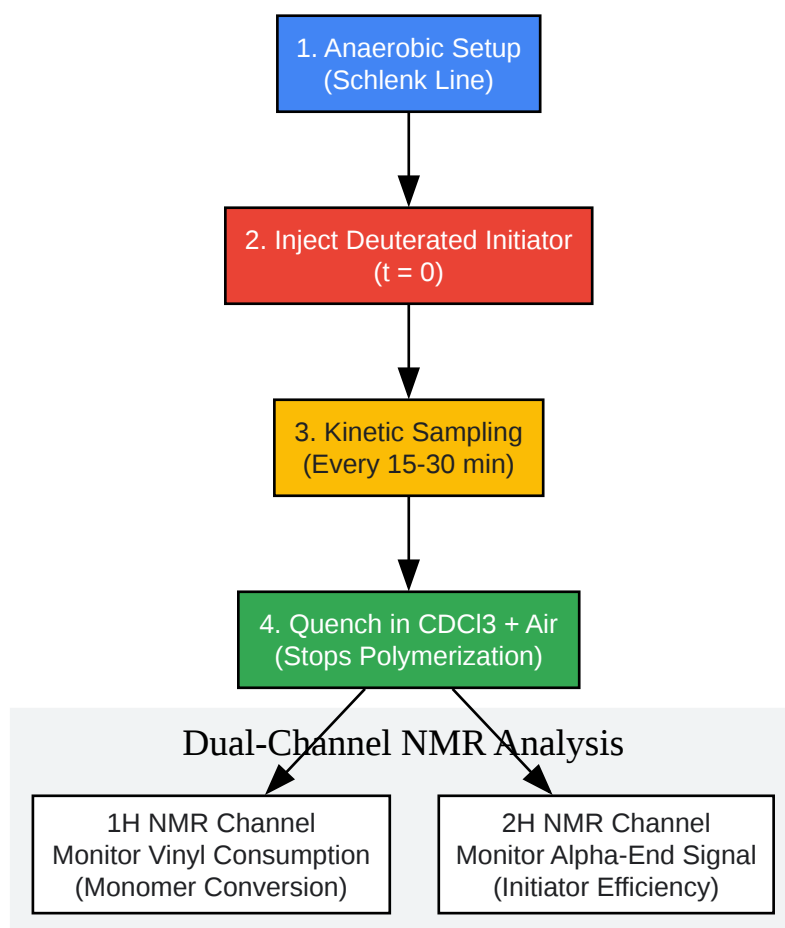 1. Anaerobic Setup
(Schlenk Line)
2. Inject Deuterated Initiator
(t = 0)
3. Kinetic Sampling
(Every 15-30 min)
4. Quench in CDCl3 + Air
(Stops Polymerization)
Dual-Channel NMR Analysis
1H NMR Channel
Monitor Vinyl Consumption
(Monomer Conversion)
2H NMR Channel
Monitor Alpha-End Signal
(Initiator Efficiency)